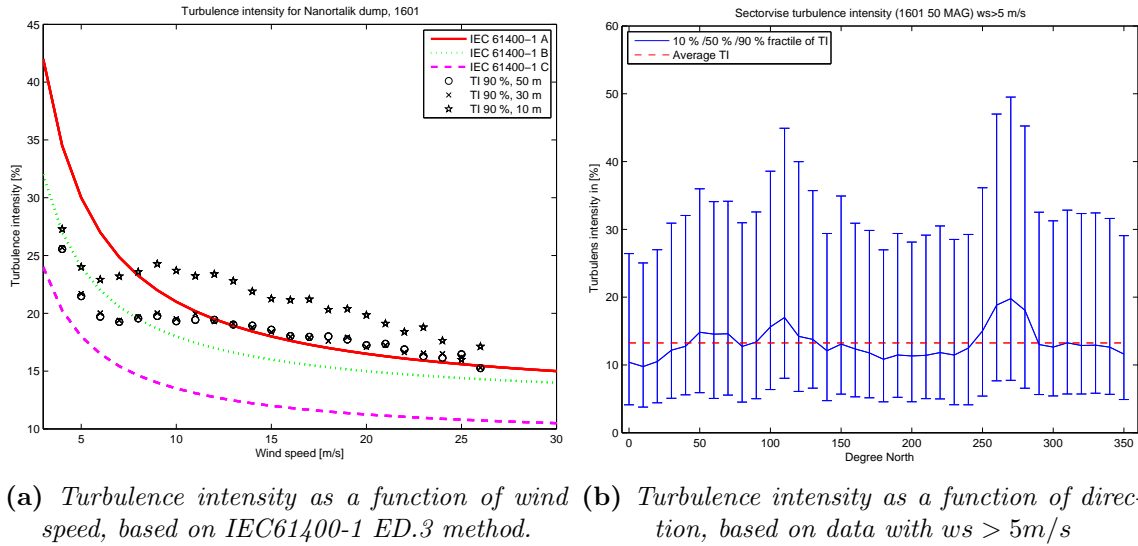 Turbulence intensity for Nanortalik dump, 1601
IEC 61400−1 A
IEC 61400−1 B
IEC 61400−1 C
TI 90 %, 50 m
TI 90 %, 30 m
TI 90 %, 10 m
Turbulence intensity [%]
45
40
35
30
25
20
15
10
5
10
15
20
25
30
Wind speed [m/s]
(a) Turbulence intensity as a function of wind
speed, based on IEC61400-1 ED.3 method.
Sectorvise turbulence intensity (1601 50 MAG) ws>5 m/s
10 % /50 % /90 % fractile of TI
Average TI
Turbulens intensity in [%]
60
50
40
30
20
10
0
0
50
100
150
200
250
300
350
Degree North
(b) Turbulence intensity as a function of direc-
tion, based on data with ws > 5m/s